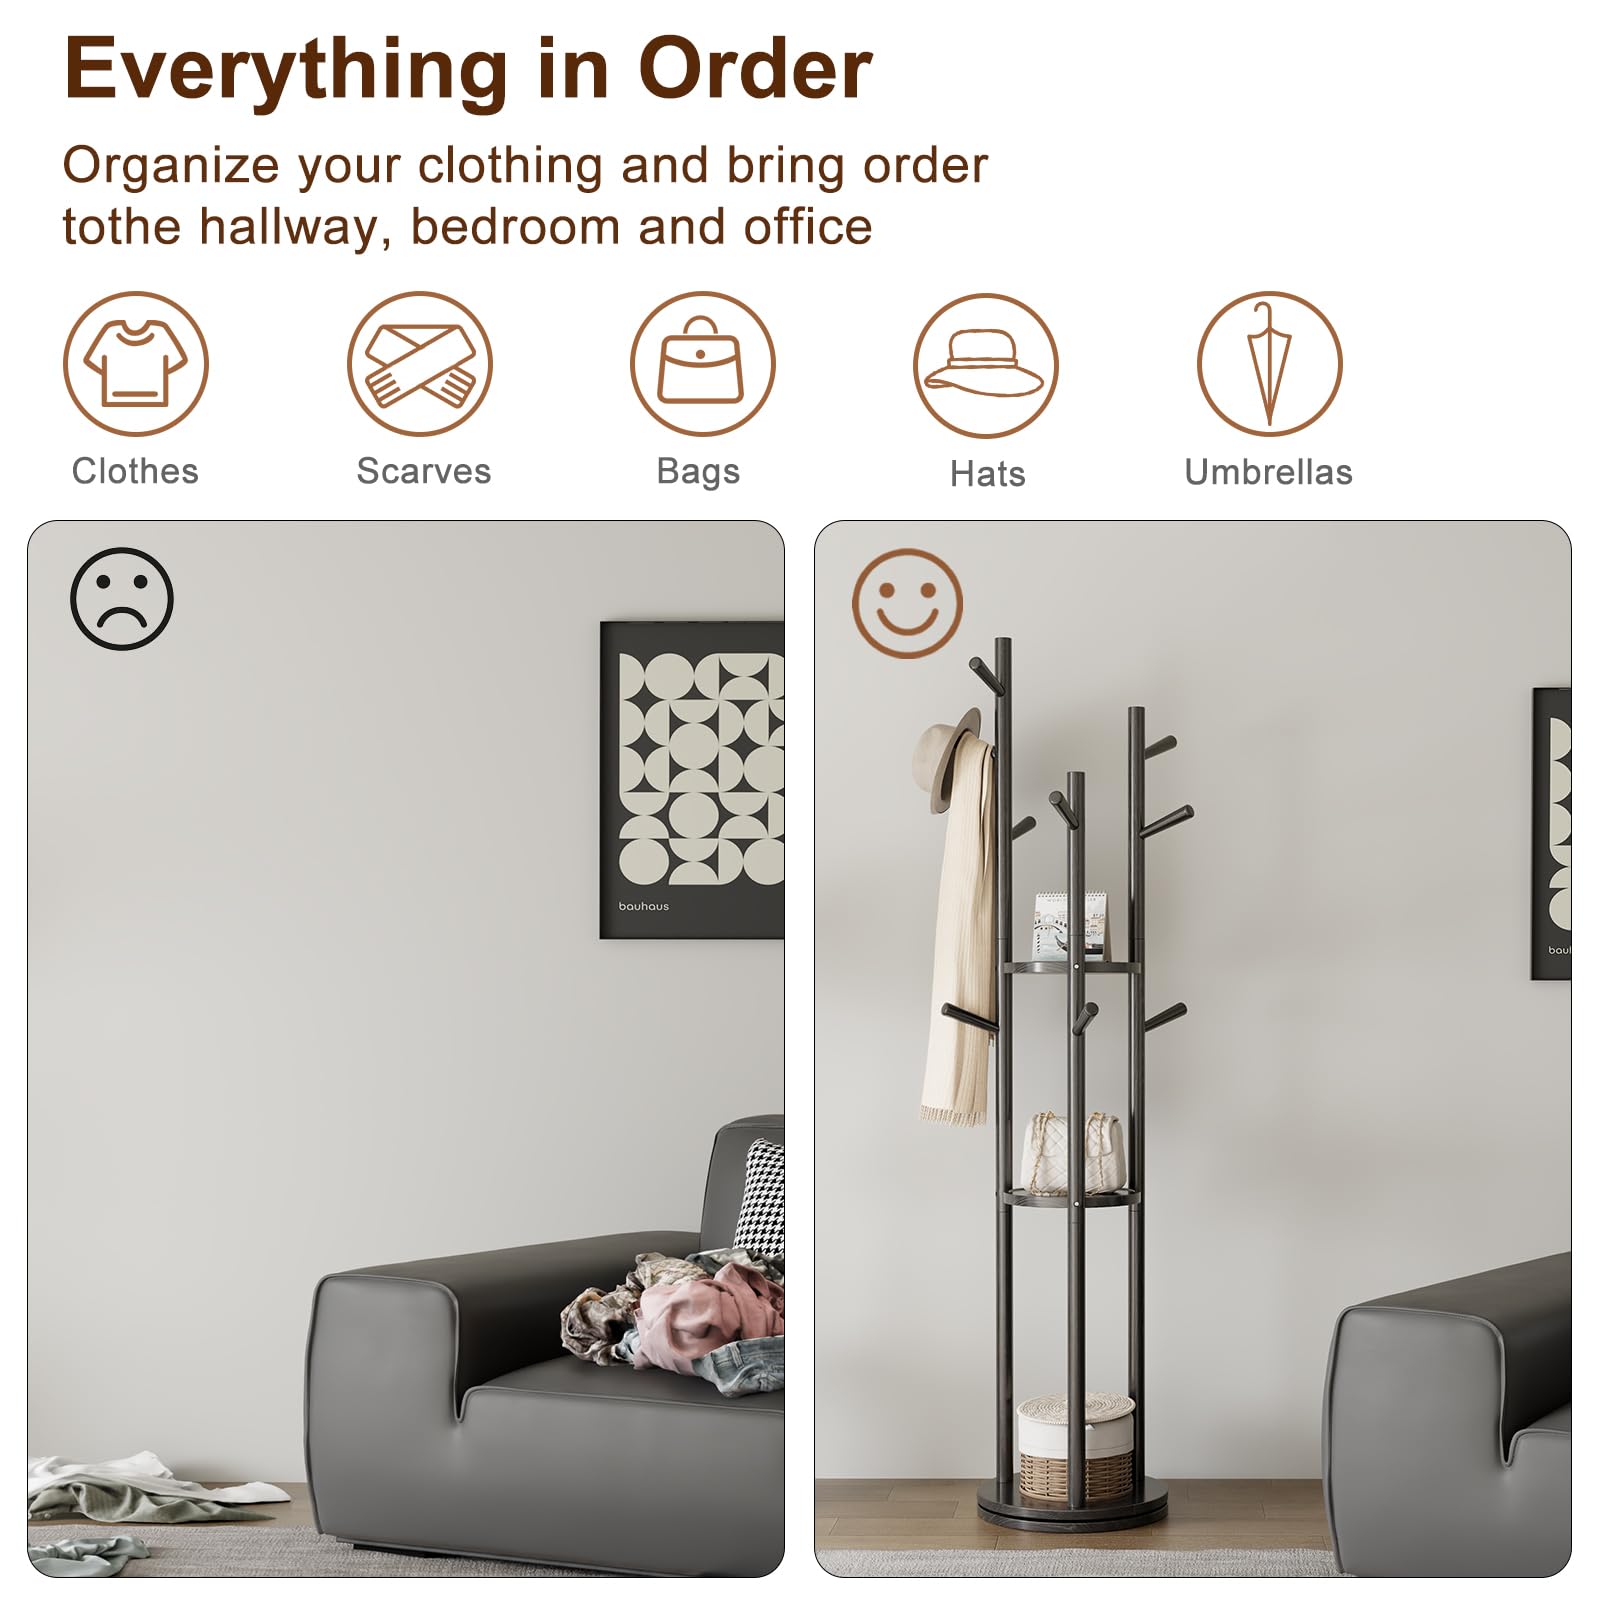 Everything in Order
Organize your clothing and bring order
tothe hallway, bedroom and office
Clothes
Scarves
Bags
Hats
Umbrellas
bauhaus
bau